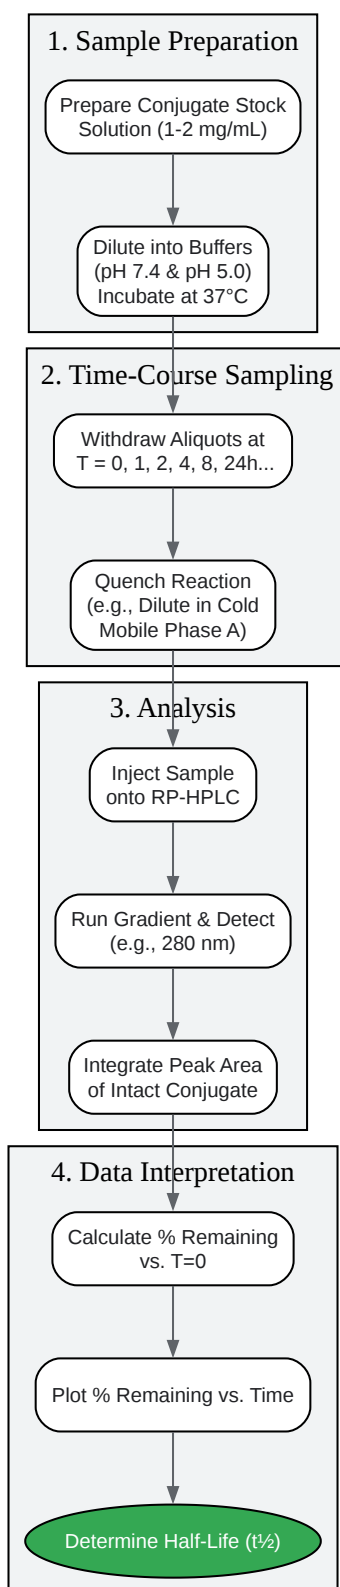 1. Sample Preparation
Prepare Conjugate Stock
Solution (1-2 mg/mL)
Dilute into Buffers
(pH 7.4 & pH 5.0)
Incubate at 37°C
2. Time-Course Sampling
Withdraw Aliquots at
T = 0, 1, 2, 4, 8, 24h...
Quench Reaction
(e.g., Dilute in Cold
Mobile Phase A)
3. Analysis
Inject Sample
onto RP-HPLC
Run Gradient & Detect
(e.g., 280 nm)
Integrate Peak Area
of Intact Conjugate
4. Data Interpretation
Calculate % Remaining
vs. T=0
Plot % Remaining vs. Time
Determine Half-Life (t½)